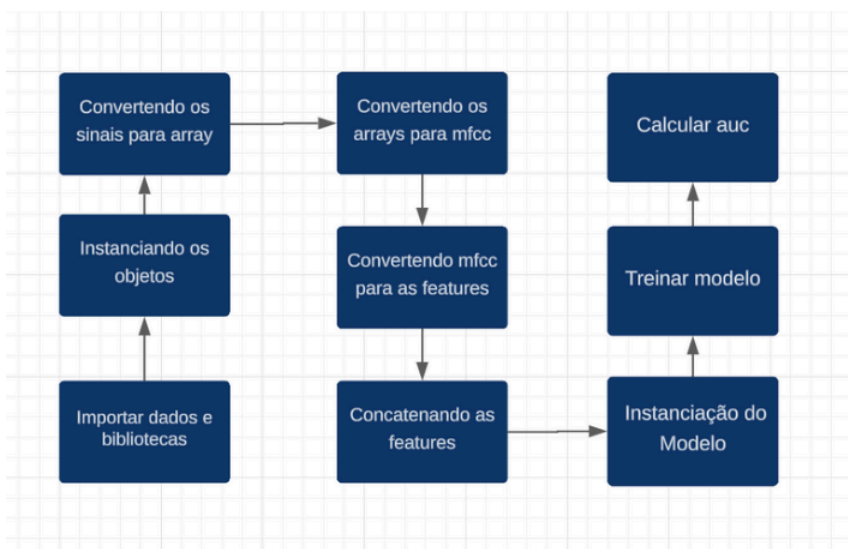 Convertendo os
sinais para array
Convertendo os
arrays para mfcc
Calcular auc
Instanciando os
objetos
Convertendo mfcc
para as features
Treinar modelo
Importar dados e
bibliotecas
Concatenando as
features
Instanciação do
Modelo